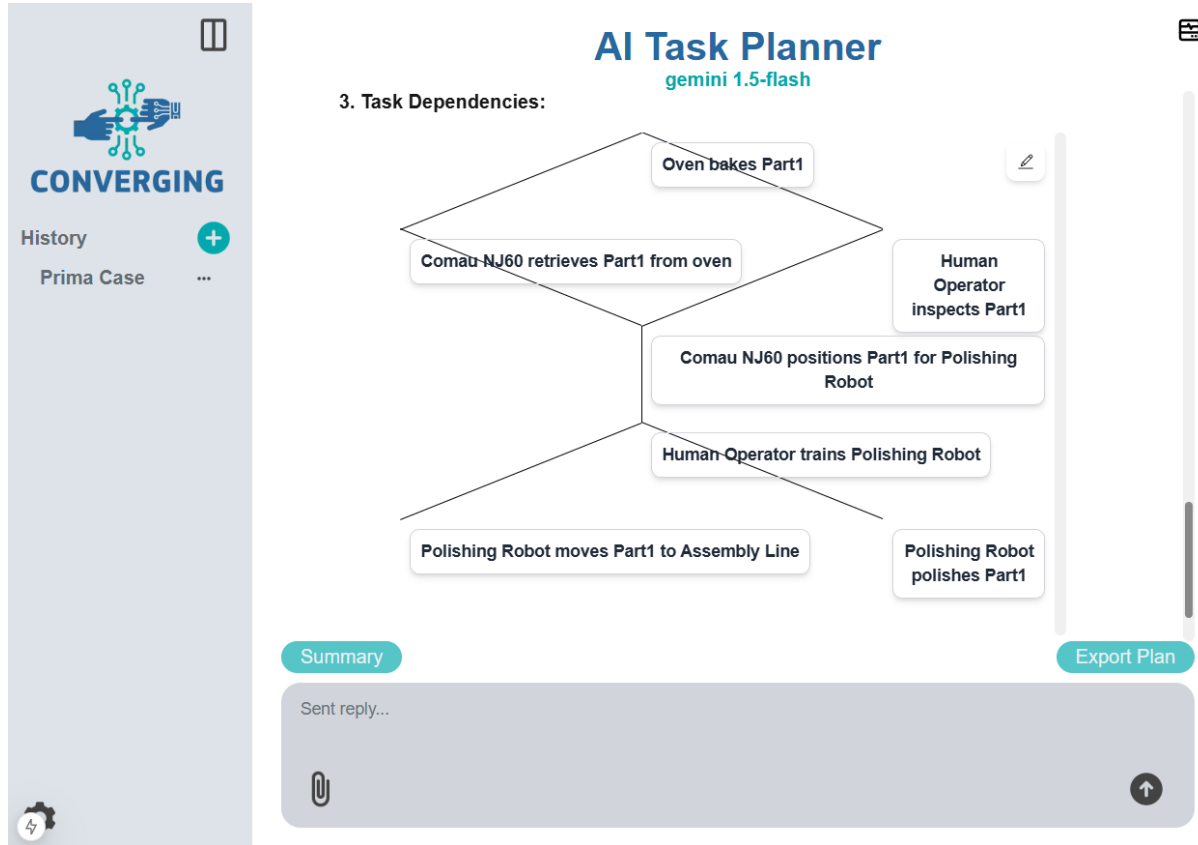 AI Task Planner
gemini 1.5-flash
CONVERGING
History
Prima Case
3. Task Dependencies:
Oven bakes Part1
Comau NJ60 retrieves Part1 from oven
Human
Operator
inspects Part1
Comau NJ60 positions Part1 for Polishing
Robot
Human Operator trains Polishing Robot
Polishing Robot moves Part1 to Assembly Line
Polishing Robot
polishes Part1
Summary
Export Plan
Sent reply...